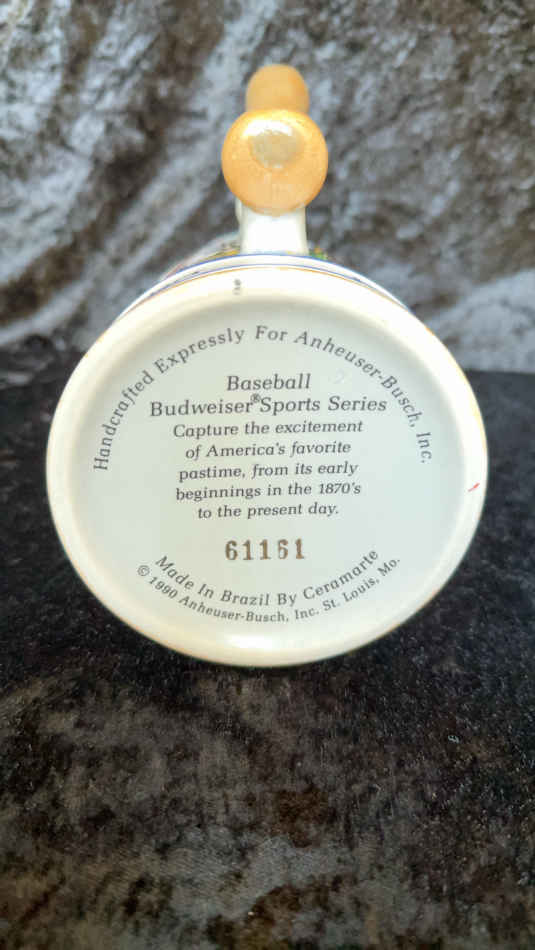 Handcrafted Expressly For Anheuser-Busch, Inc.
Baseball
Budweiser® Sports Series
Capture the excitement
of America's favorite
pastime, from its early
beginnings in the 1870's
to the present day.
61161
Made In Brazil By Ceramarte
© 1990 Anheuser-Busch, Inc. St. Louis, Mo.